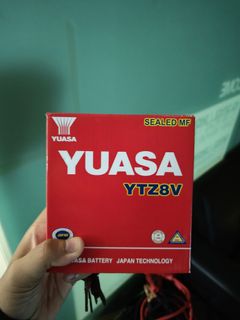 SEALED MF
YUASA
YUASA
YTZ8V
YUASA BATTERY JAPAN TECHNOLOGY